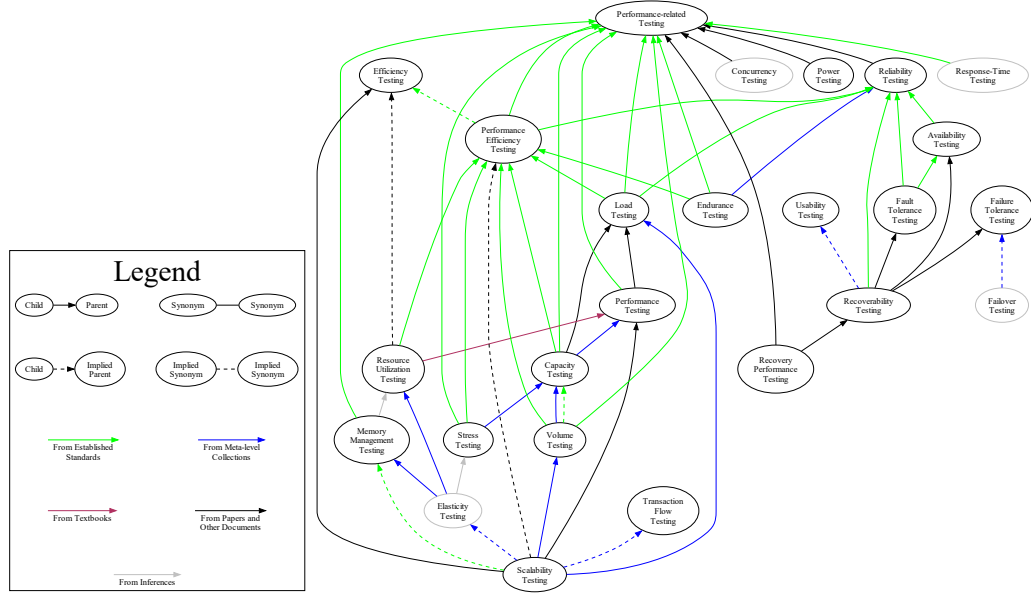 Performance-related
Testing
Efficiency
Testing
Concurrency
Testing
Power
Testing
Reliability
Testing
Response-Time
Testing
Performance
Efficiency
Testing
Availability
Testing
Load
Testing
Endurance
Testing
Usability
Testing
Fault
Tolerance
Testing
Failure
Tolerance
Testing
Performance
Testing
Recoverability
Testing
Failover
Testing
Resource
Utilization
Testing
Capacity
Testing
Recovery
Performance
Testing
Memory
Management
Testing
Stress
Testing
Volume
Testing
Elasticity
Testing
Transaction
Flow
Testing
Scalability
Testing
Legend
Child
Parent
Synonym
Synonym
Child
Implied
Parent
Implied
Synonym
Implied
Synonym
From Established
Standards
From Meta-level
Collections
From Textbooks
From Papers and
Other Documents
From Inferences